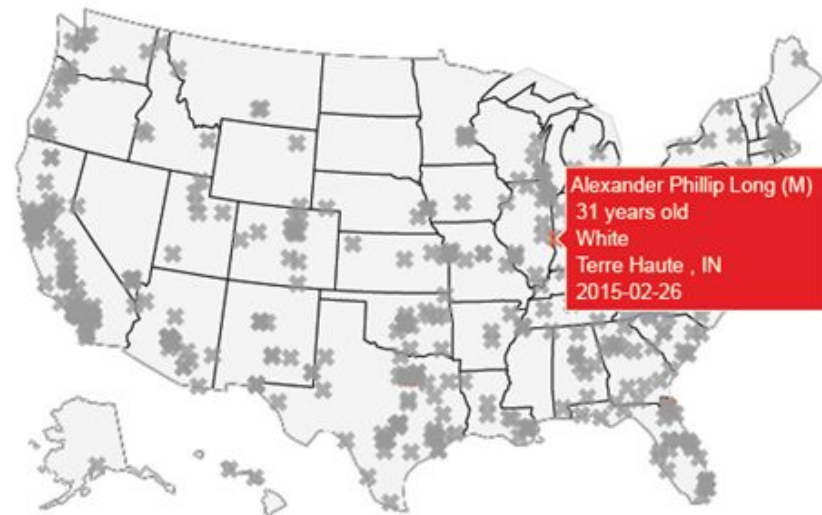 Alexander Phillip Long (M)
31 years old
White
Terre Haute , IN
2015-02-26